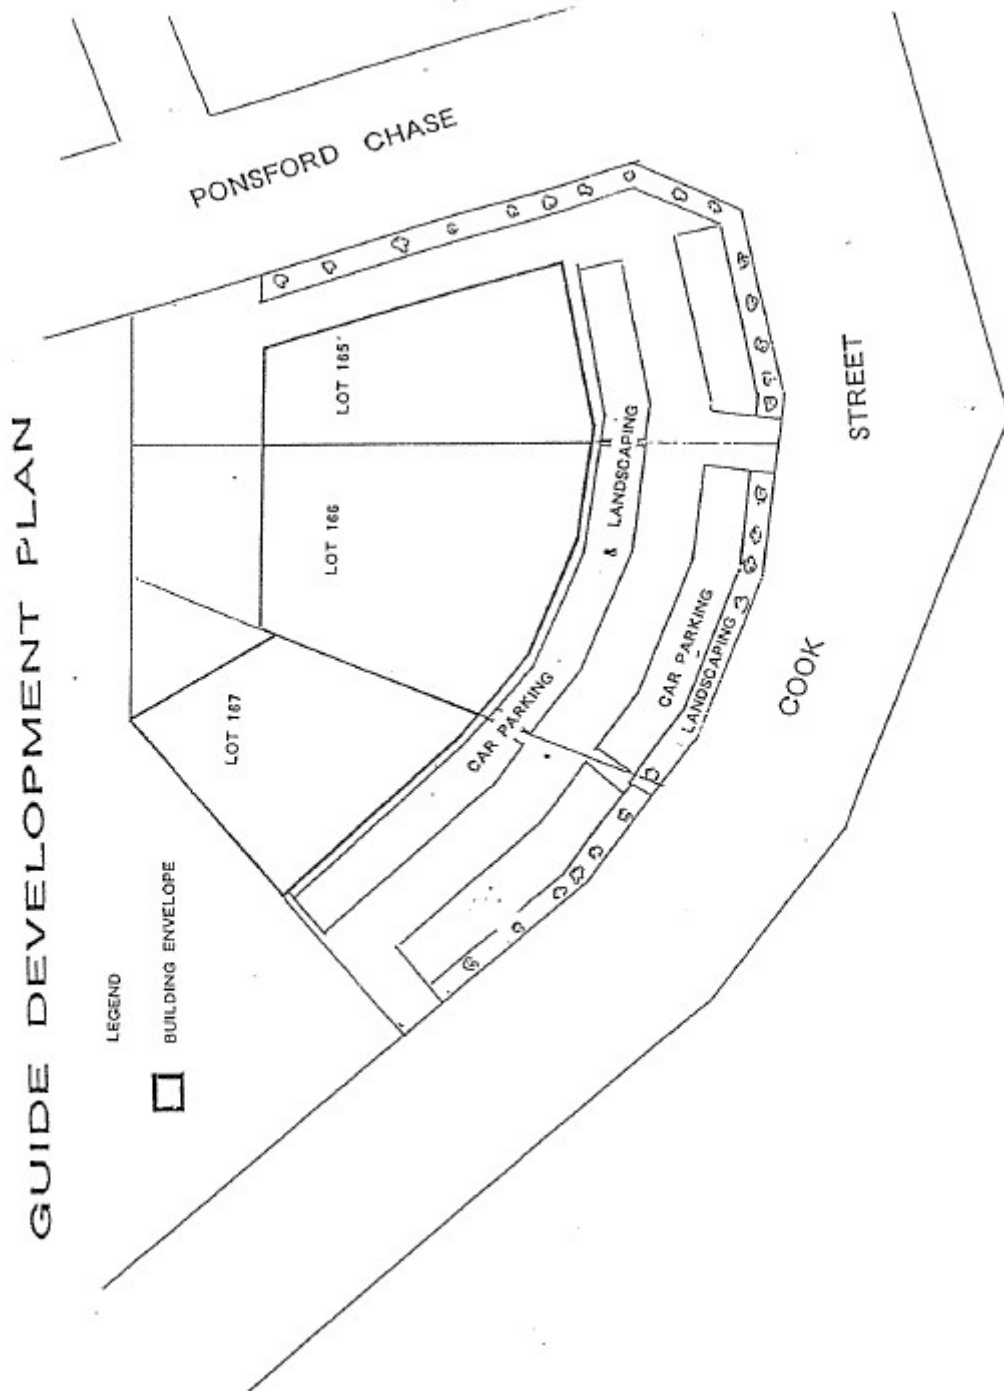 GUIDE DEVELOPMENT PLAN
LEGEND
BUILDING ENVELOPE
LOT 167
LOT 166
LOT 165
PONSFORD CHASE
CAR PARKING
& LANDSCAPING
CAR PARKING
LANDSCAPING
COOK
STREET